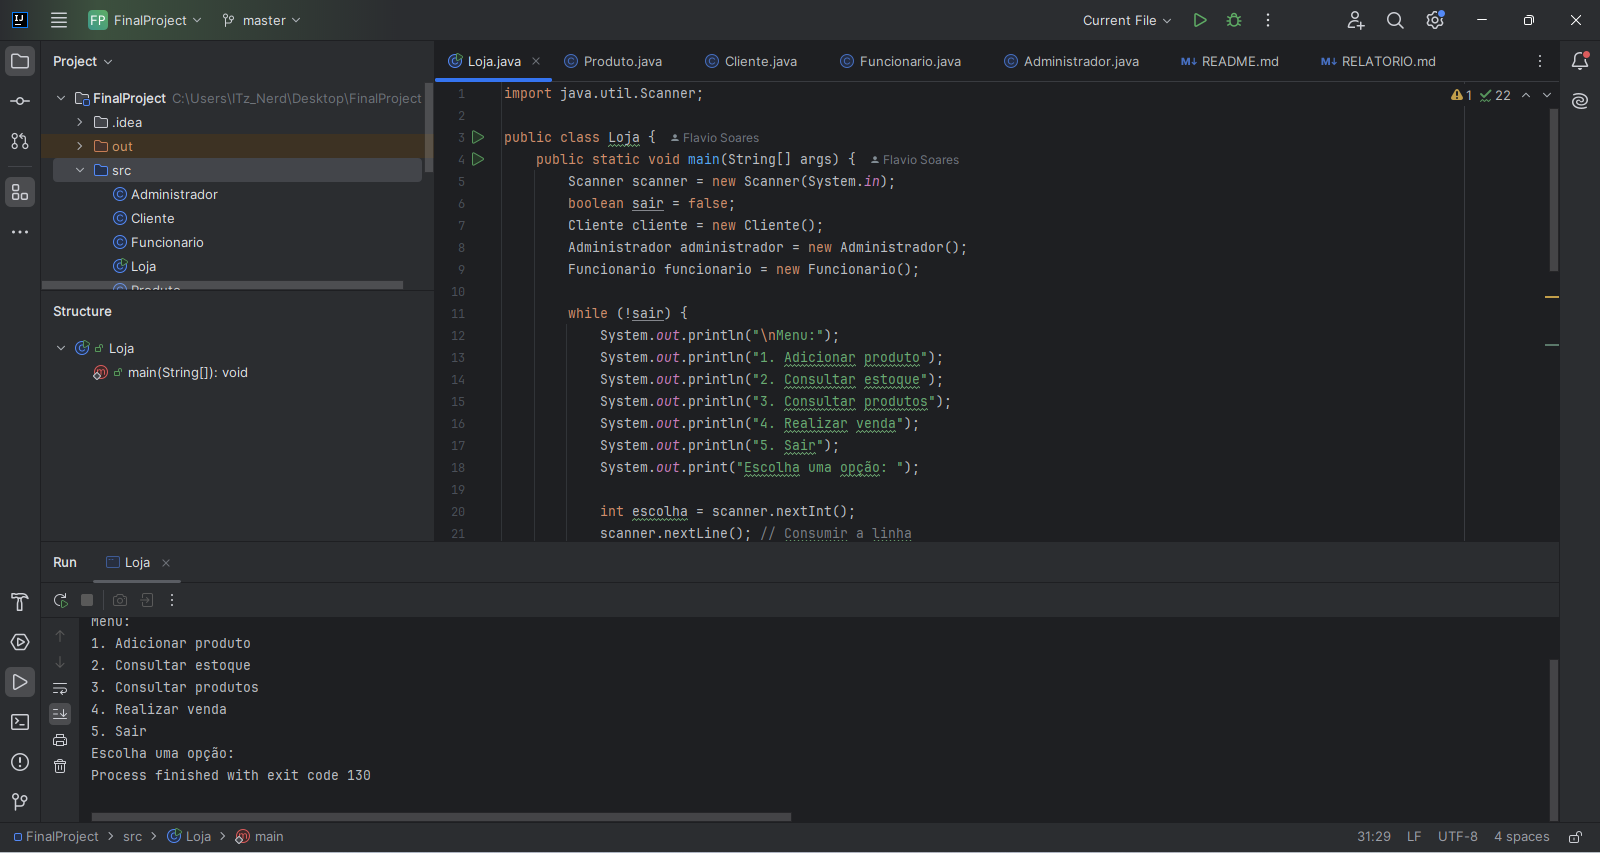 IJ FP FinalProject master Current File
Project
FinalProject C:\Users\ITz_Nerd\Desktop\FinalProject
.idea
out
src
Administrador
Cliente
Funcionario
Loja
Produto
Structure
Loja
main(String[]): void
Loja.java Produto.java Cliente.java Funcionario.java Administrador.java README.md RELATORIO.md
1 22
1 import java.util.Scanner;
2
3 public class Loja { Flavio Soares
4 public static void main(String[] args) { Flavio Soares
5 Scanner scanner = new Scanner(System.in);
6 boolean sair = false;
7 Cliente cliente = new Cliente();
8 Administrador administrador = new Administrador();
9 Funcionario funcionario = new Funcionario();
10
11 while (!sair) {
12 System.out.println("\nMenu:");
13 System.out.println("1. Adicionar produto");
14 System.out.println("2. Consultar estoque");
15 System.out.println("3. Consultar produtos");
16 System.out.println("4. Realizar venda");
17 System.out.println("5. Sair");
18 System.out.print("Escolha uma opção: ");
19
20 int escolha = scanner.nextInt();
21 scanner.nextLine(); // Consumir a linha
Run Loja
Menu:
1. Adicionar produto
2. Consultar estoque
3. Consultar produtos
4. Realizar venda
5. Sair
Escolha uma opção:
Process finished with exit code 130
FinalProject src Loja main 31:29 LF UTF-8 4 spaces